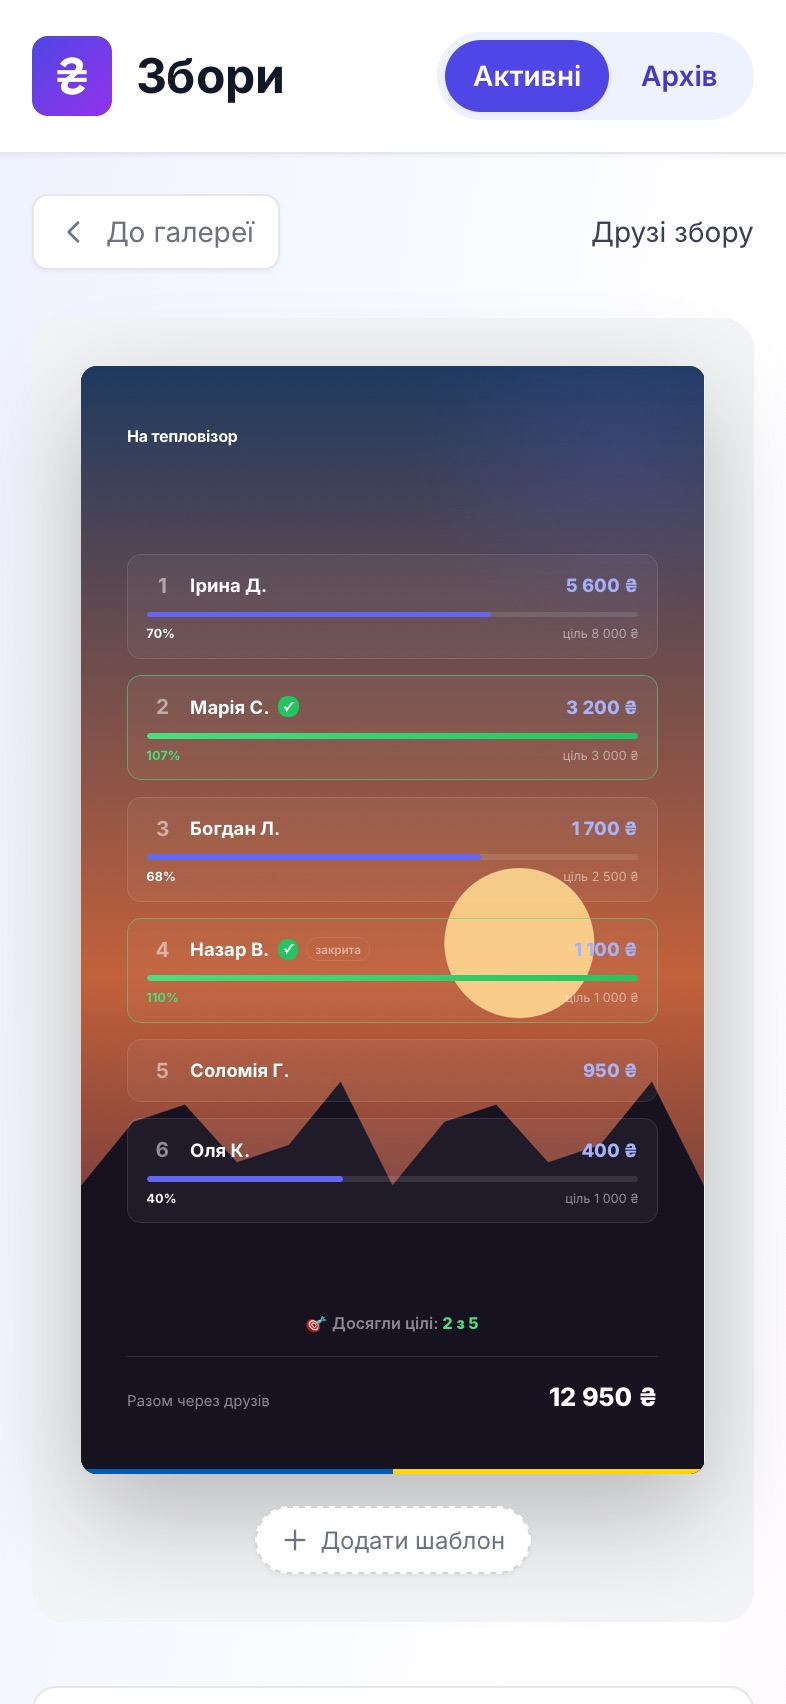 ₴ Збори Активні Архів
До галереї Друзі збору
На тепловізор
1 Ірина Д. 5 600 ₴
70% ціль 8 000 ₴
2 Марія С. ✓ 3 200 ₴
107% ціль 3 000 ₴
3 Богдан Л. 1 700 ₴
68% ціль 2 500 ₴
4 Назар В. ✓ закрита 1 100 ₴
110% ціль 1 000 ₴
5 Соломія Г. 950 ₴
6 Оля К. 400 ₴
40% ціль 1 000 ₴
🎯 Досягли цілі: 2 з 5
Разом через друзів 12 950 ₴
+ Додати шаблон